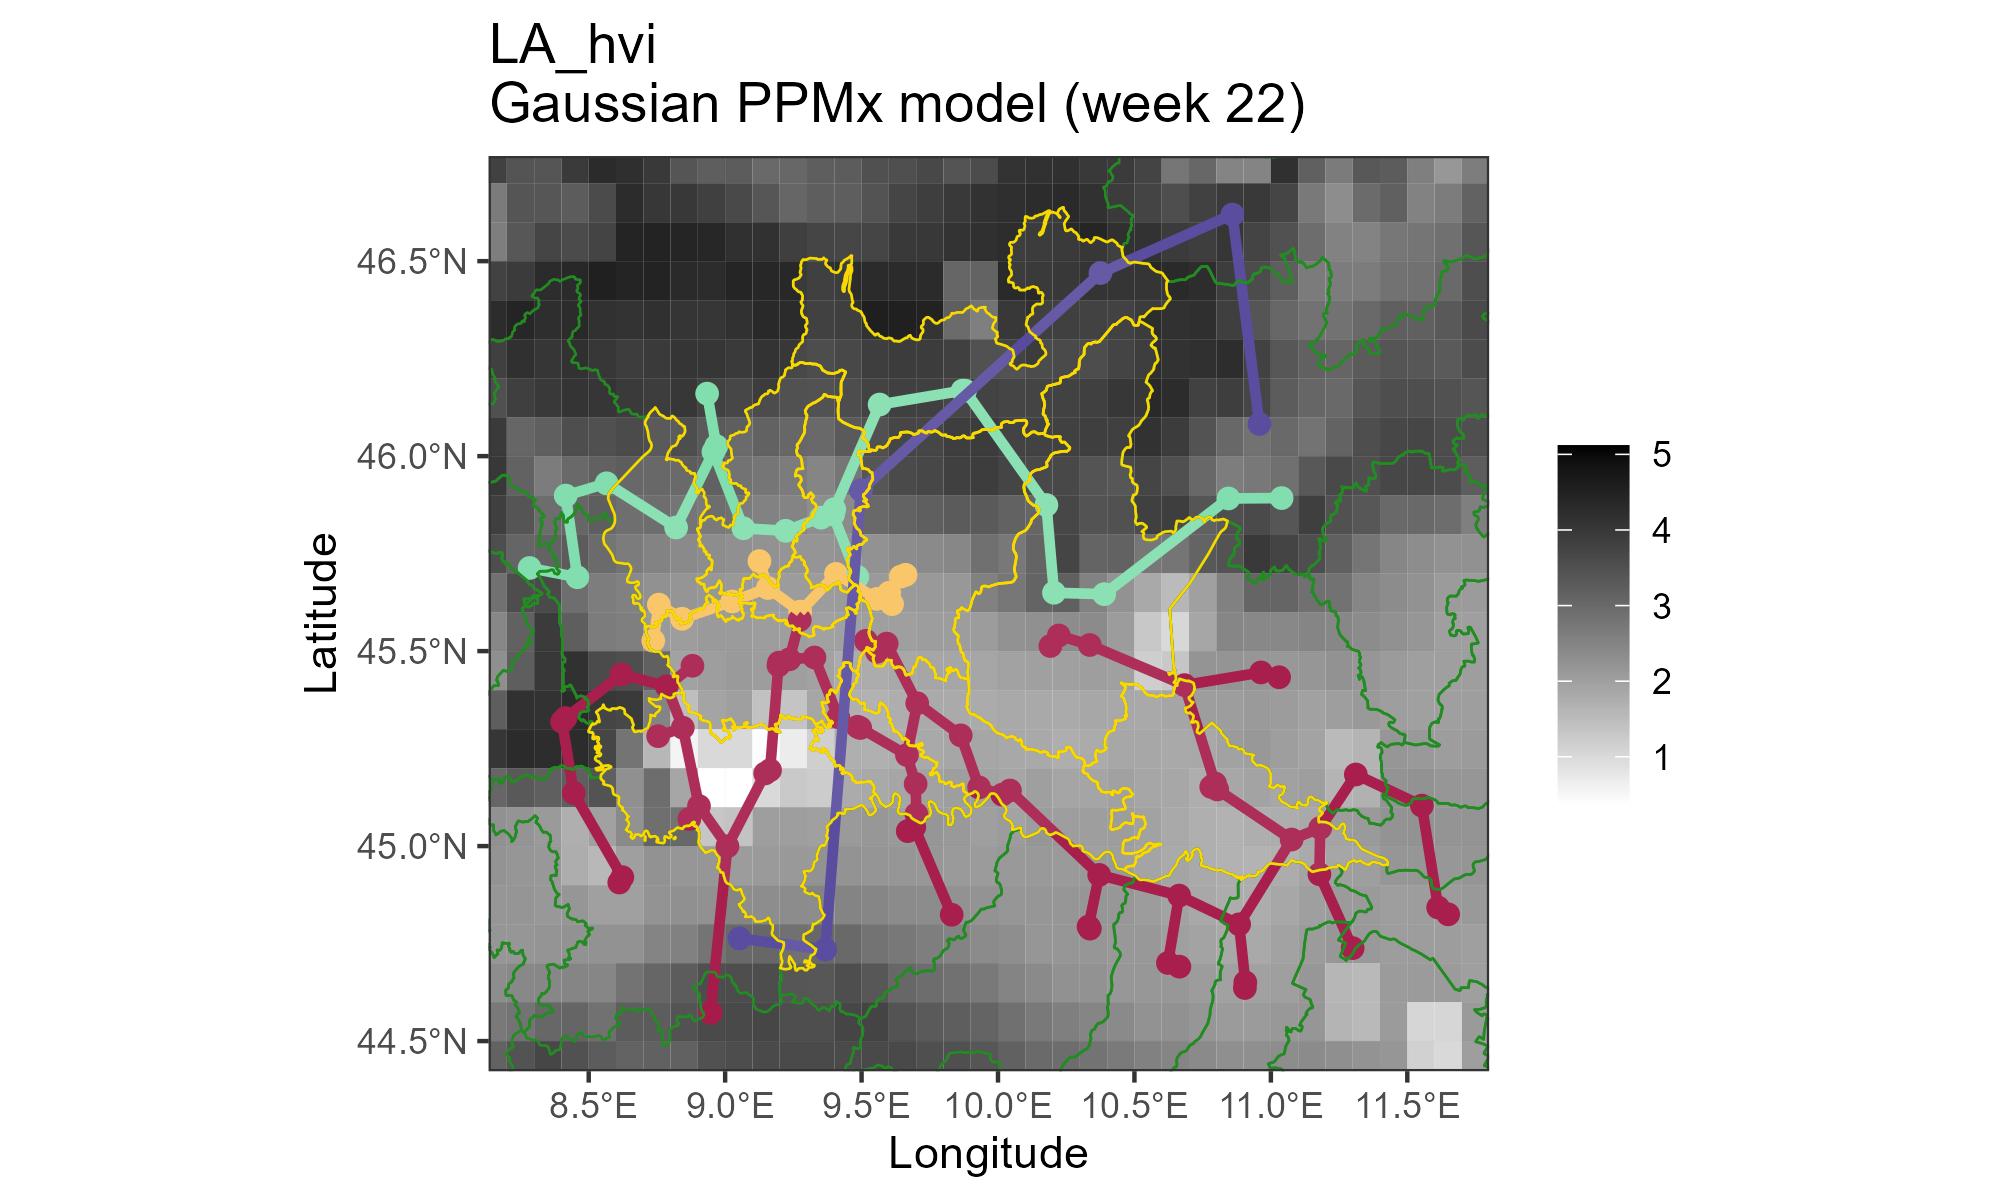 LA_hvi
Gaussian PPMx model (week 22)
46.5°N
46.0°N
45.5°N
45.0°N
44.5°N
Latitude
8.5°E
9.0°E
9.5°E
10.0°E
10.5°E
11.0°E
11.5°E
Longitude
5
4
3
2
1